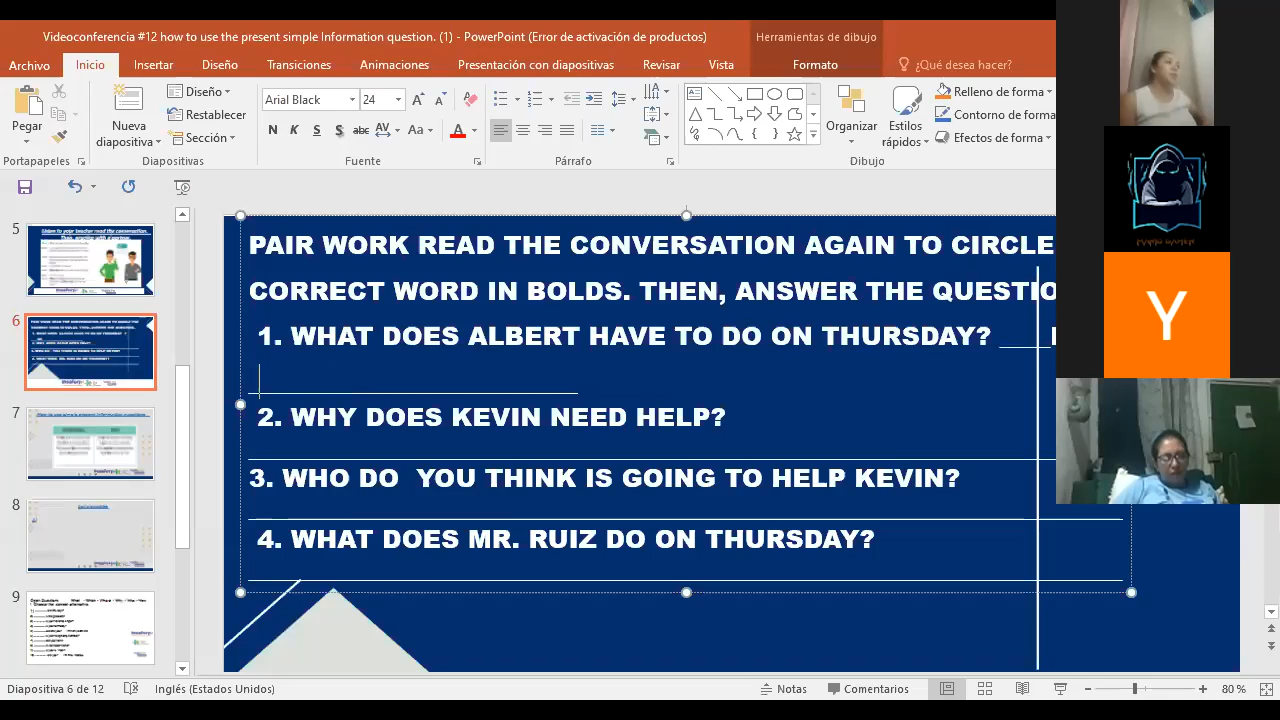 Videoconferencia #12 how to use the present simple Information question. (1) - PowerPoint (Error de activación de productos)
Herramientas de dibujo
Archivo Inicio Insertar Diseño Transiciones Animaciones Presentación con diapositivas Revisar Vista Formato ¿Qué desea hacer?
Pegar
Nueva diapositiva
Diseño
Restablecer
Sección
Arial Black 24
N K S S abc AV Aa A
Organizar
Estilos rápidos
Relleno de forma
Contorno de forma
Efectos de forma
Portapapeles Diapositivas Fuente Párrafo Dibujo
5
6
7
8
9
PAIR WORK READ THE CONVERSATION AGAIN TO CIRCLE
CORRECT WORD IN BOLDS. THEN, ANSWER THE QUESTIO
1. WHAT DOES ALBERT HAVE TO DO ON THURSDAY?
2. WHY DOES KEVIN NEED HELP?
3. WHO DO YOU THINK IS GOING TO HELP KEVIN?
4. WHAT DOES MR. RUIZ DO ON THURSDAY?
Y
Diapositiva 6 de 12 Inglés (Estados Unidos) Notas Comentarios 80 %